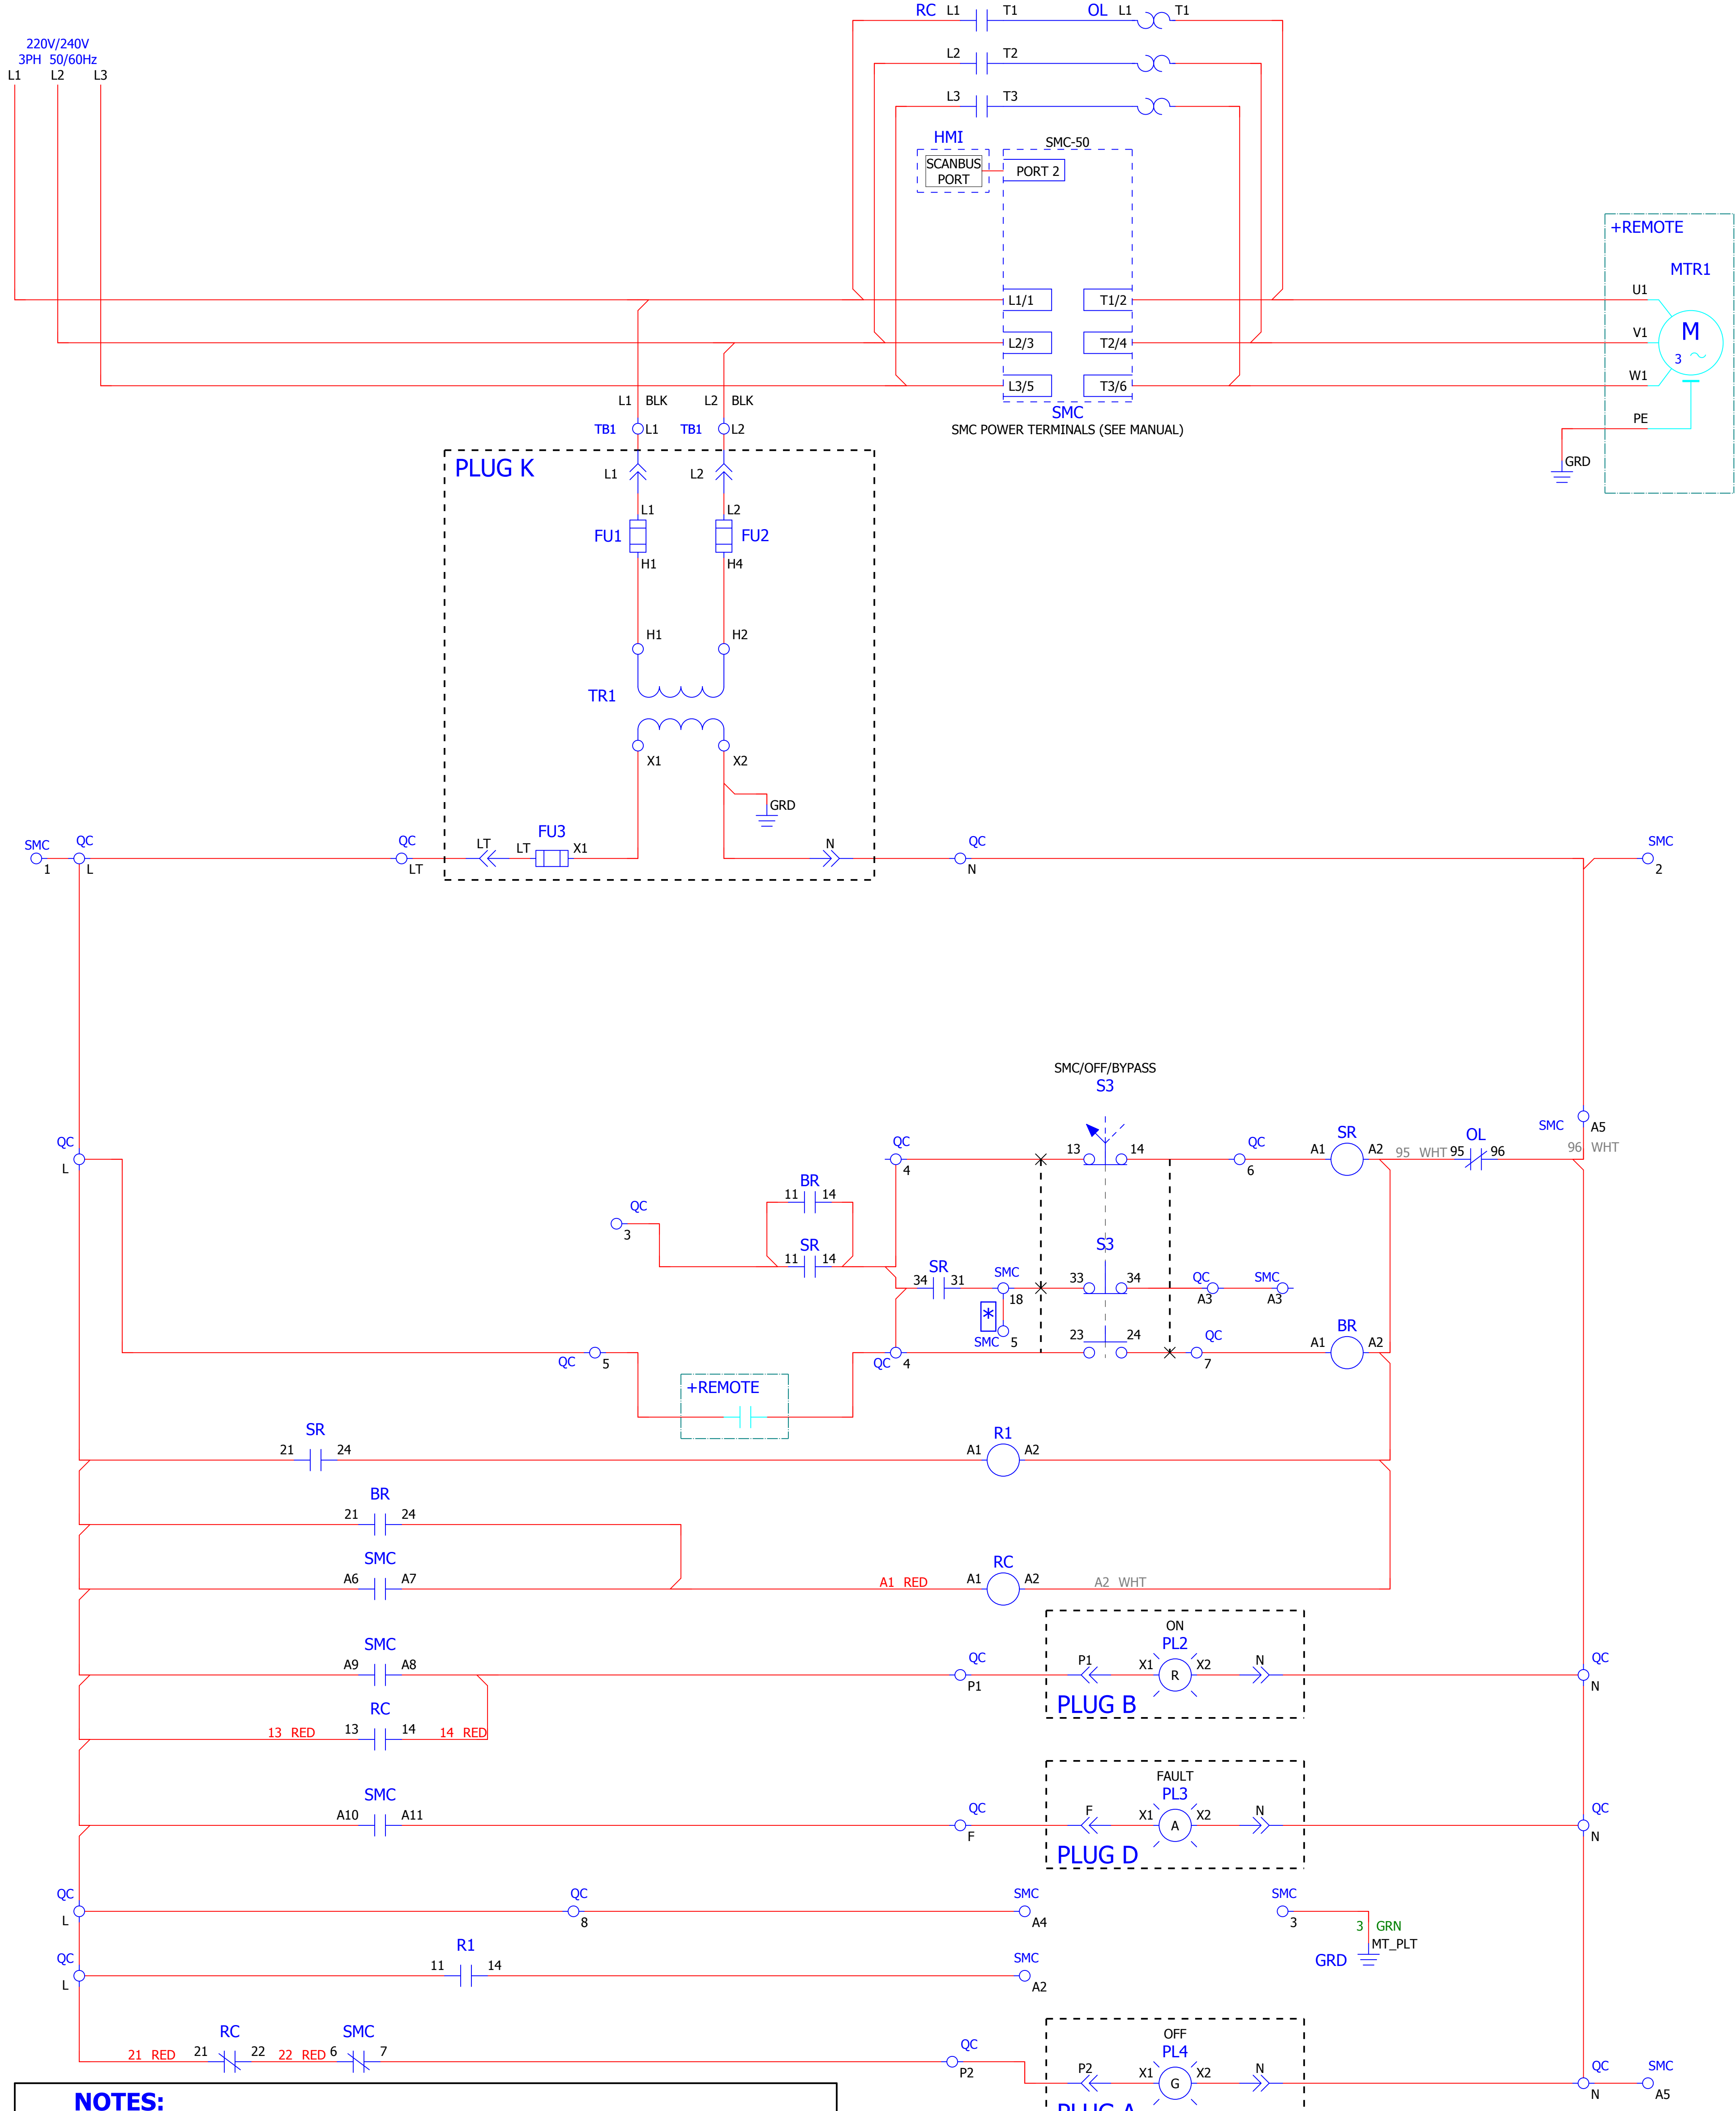 RC L1 T1 OL L1 T1
220V/240V
3PH 50/60Hz
L1 L2 L3
L2 T2
L3 T3
HMI
SMC-50
SCANBUS
PORT
PORT 2
+REMOTE
MTR1
L1/1 T1/2 U1
M
3
L2/3 T2/4 V1
L3/5 T3/6 W1
L1 BLK L2 BLK
SMC
SMC POWER TERMINALS (SEE MANUAL)
PE
GRD
TB1 L1 TB1 L2
PLUG K
L1 L2
L1 L2
FU1 FU2
H1 H4
H1 H2
TR1
X1 X2
GRD
SMC QC QC FU3 QC SMC
LT LT X1 N
1 L LT N 2
SMC/OFF/BYPASS
S3
SMC A5
QC QC 13 14 QC SR OL
A1 A2 95 WHT 95 96 96 WHT
L 4 6
BR
11 14
QC
3
SR S3
11 14
SR
34 31 SMC 33 34 QC SMC
18 A3 A3
*
SMC 5
23 24 QC BR
A1 A2
QC 5 QC 4 7
+REMOTE
SR R1
21 24 A1 A2
BR
21 24
SMC RC
A6 A7 A1 RED A1 A2 A2 WHT
ON
SMC PL2
A9 A8 QC P1 X1 R X2 N QC
P1 N
PLUG B
RC
13 RED 13 14 14 RED
FAULT
SMC PL3
A10 A11 QC F X1 A X2 N QC
F N
PLUG D
QC QC SMC SMC
L 8 A4 3
3 GRN
MT_PLT
GRD
QC R1 SMC
11 14
L A2
OFF
RC SMC PL4
21 RED 21 22 22 RED 6 7 QC
P2 P2 X1 G X2 N QC SMC
N A5
NOTES:
PLUG A